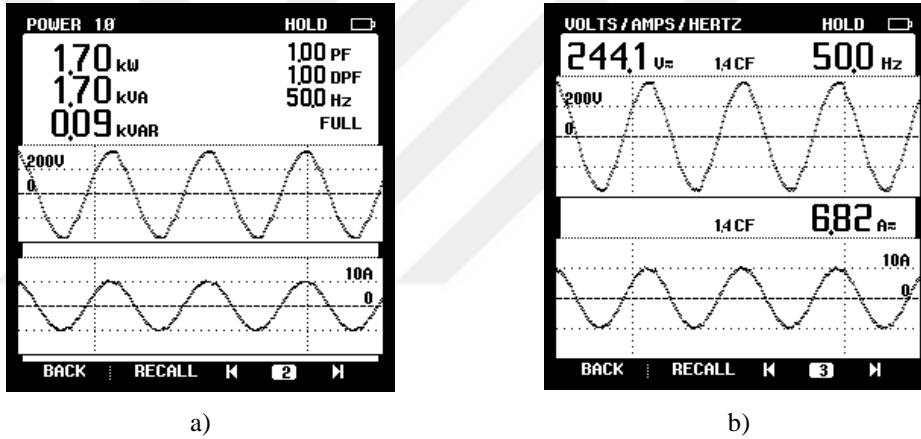 POWER 1.0 HOLD
1.70 kW 1.00 PF
1.70 kVA 1.00 DPF
0.09 kVAR 50.0 Hz
FULL
200V
0
10A
0
BACK RECALL 2
a)
VOLTS/AMPS/HERTZ HOLD
244.1 V≂ 1.4 CF 50.0 Hz
200V
0
1.4 CF 6.82 A≂
10A
0
BACK RECALL 3
b)